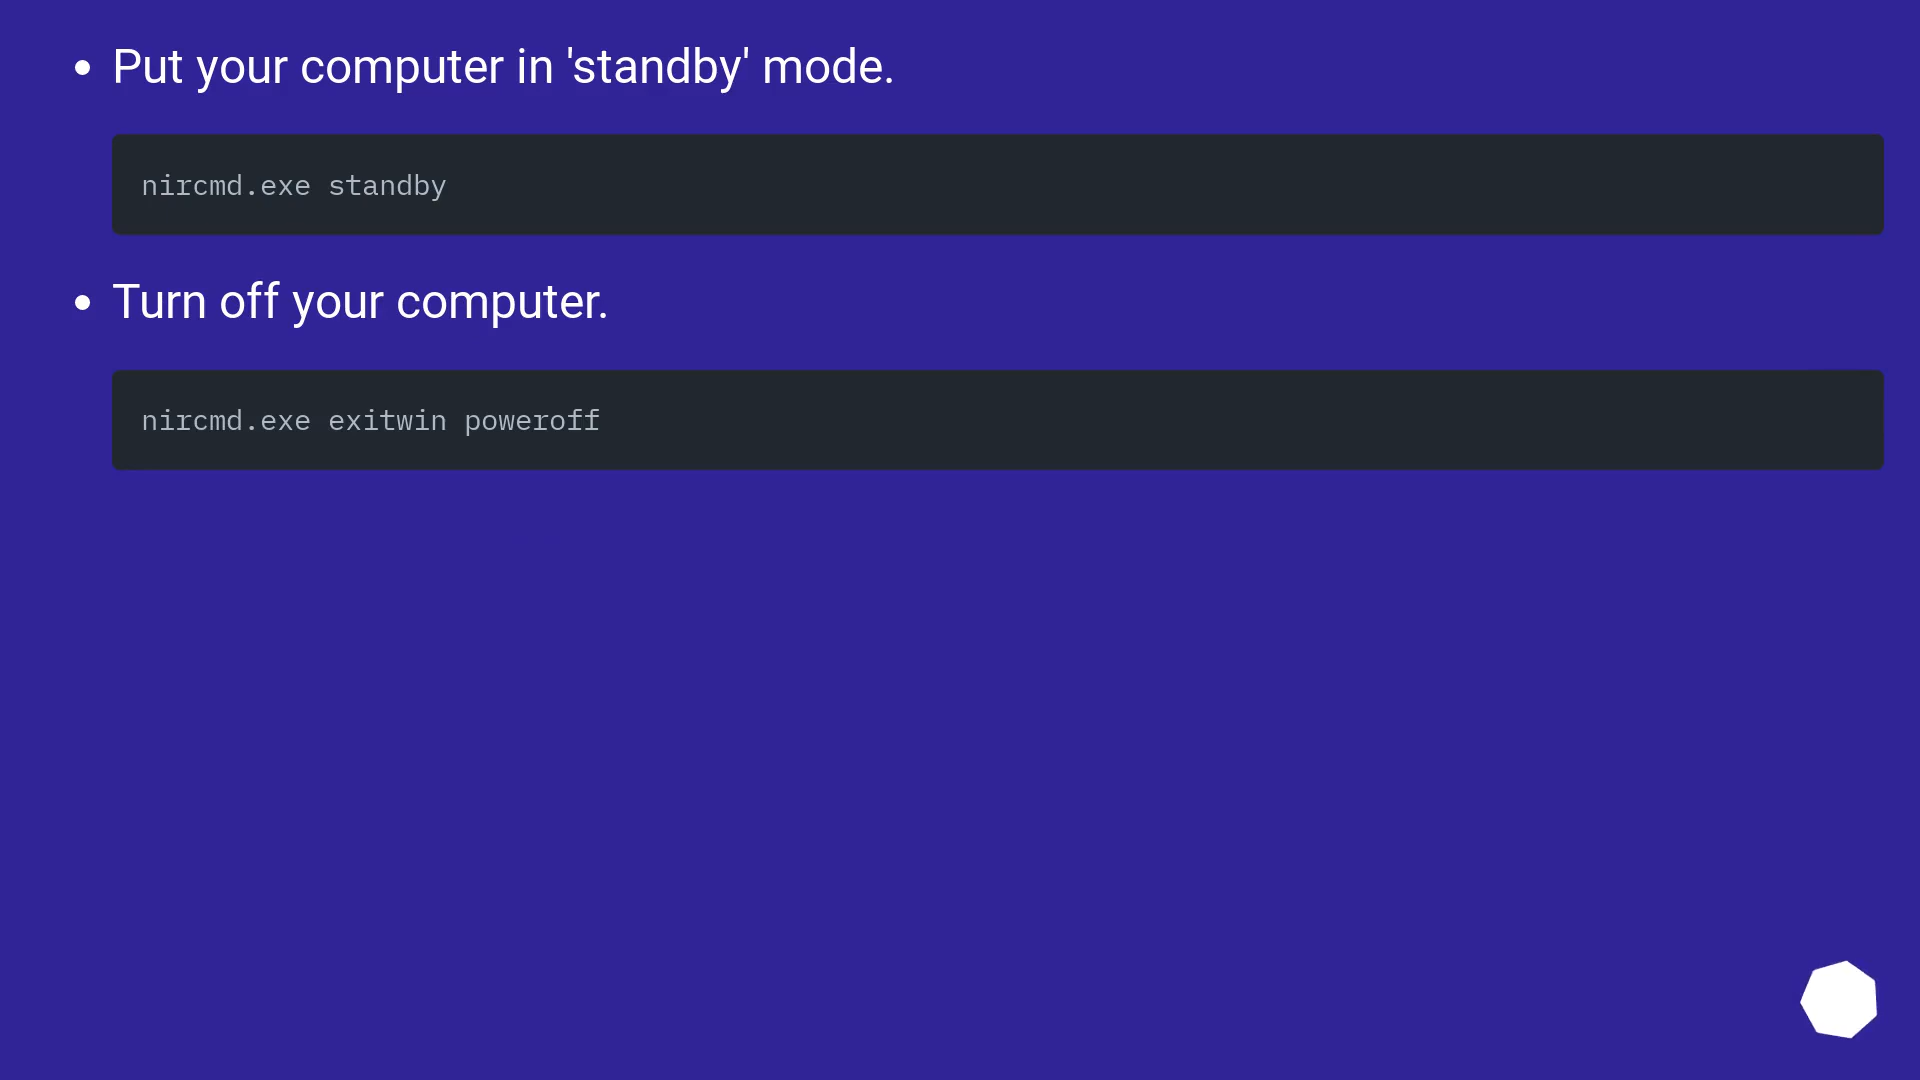 • Put your computer in 'standby' mode.
nircmd.exe standby
• Turn off your computer.
nircmd.exe exitwin poweroff